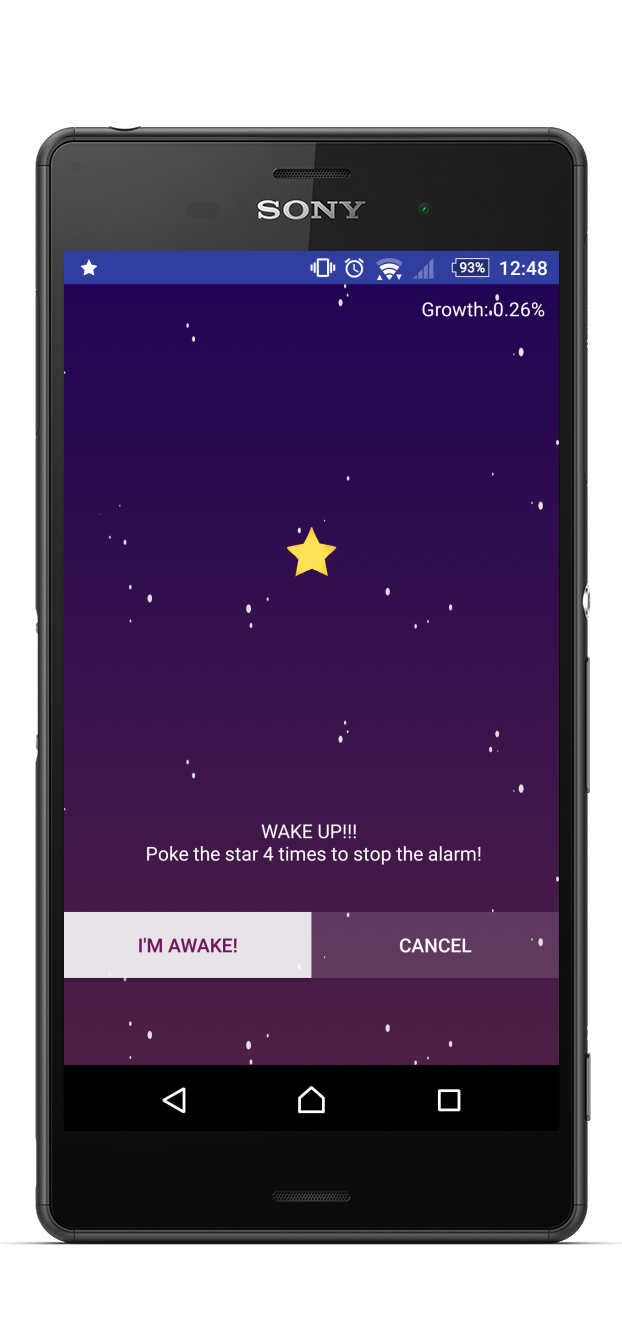 SONY
93% 12:48
Growth: 0.26%
WAKE UP!!!
Poke the star 4 times to stop the alarm!
I'M AWAKE! CANCEL